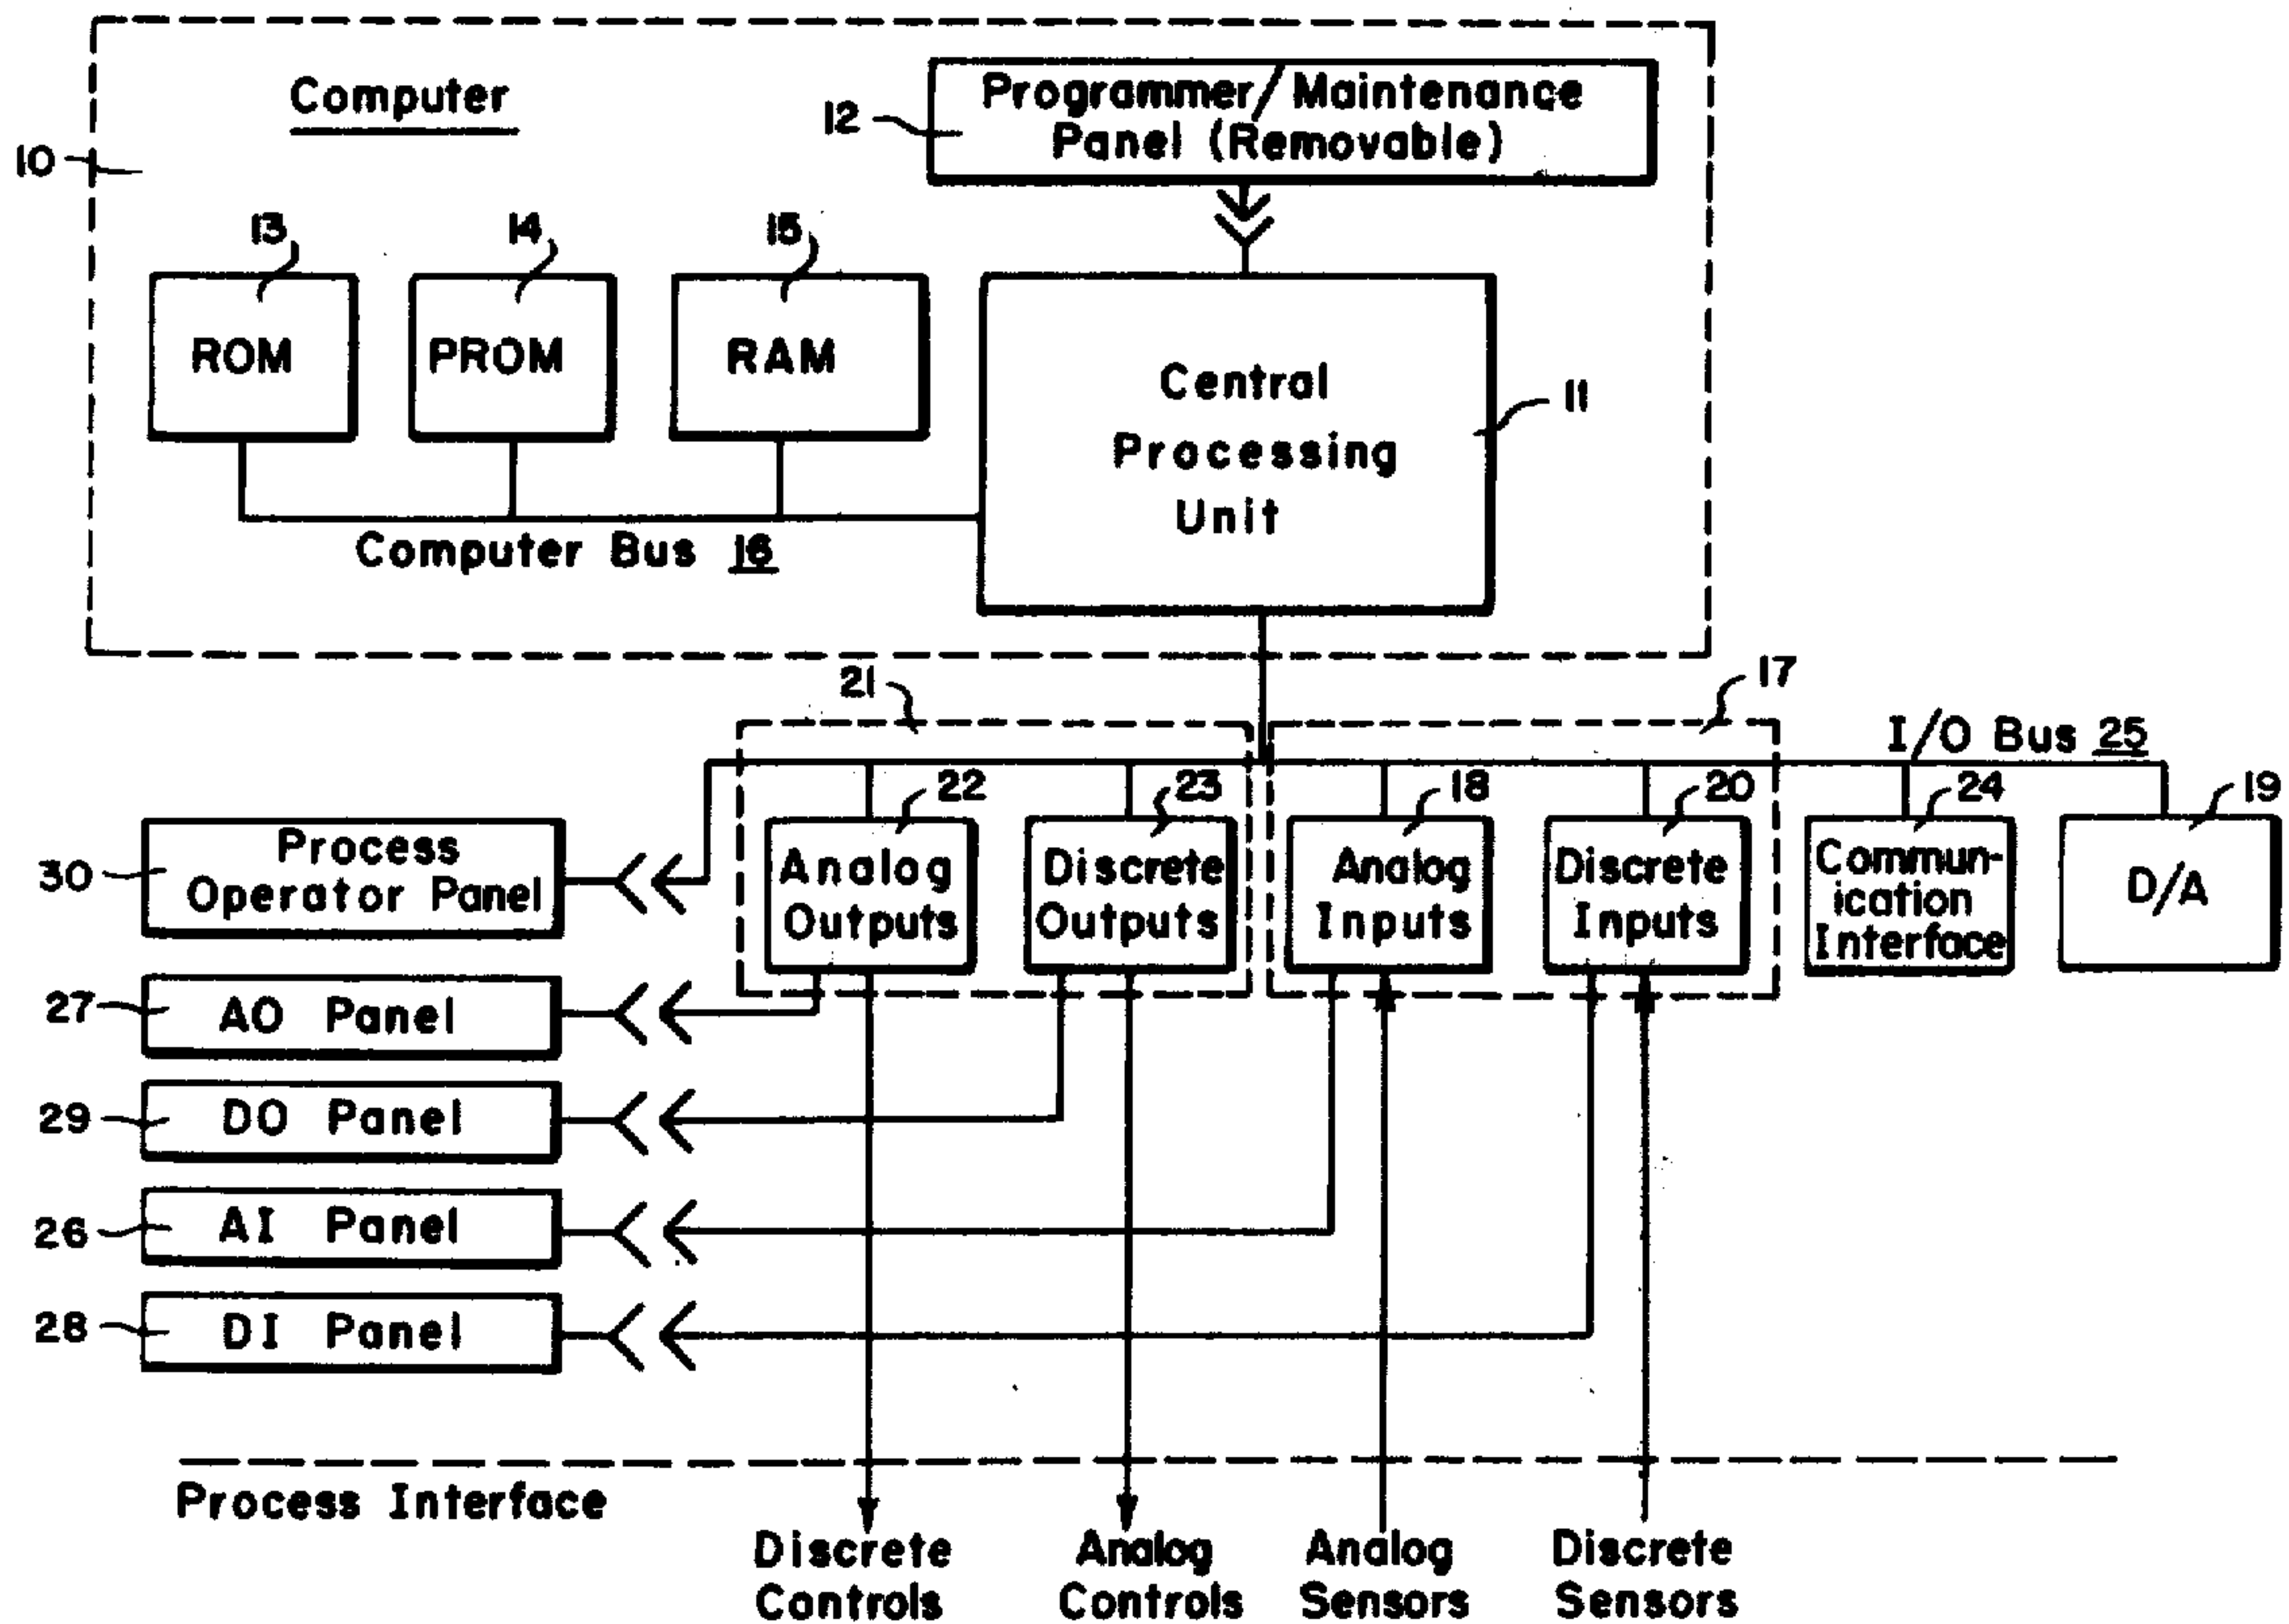 Computer
10
12
Programmer/Maintenance
Panel (Removable)
13
14
15
ROM
PROM
RAM
Central
Processing
Unit
11
Computer Bus 16
21
17
I/O Bus 25
22
23
18
20
24
19
30
Process
Operator Panel
Analog
Outputs
Discrete
Outputs
Analog
Inputs
Discrete
Inputs
Commun-
ication
Interface
D/A
27
AO Panel
29
DO Panel
26
AI Panel
28
DI Panel
Process Interface
Discrete
Controls
Analog
Controls
Analog
Sensors
Discrete
Sensors